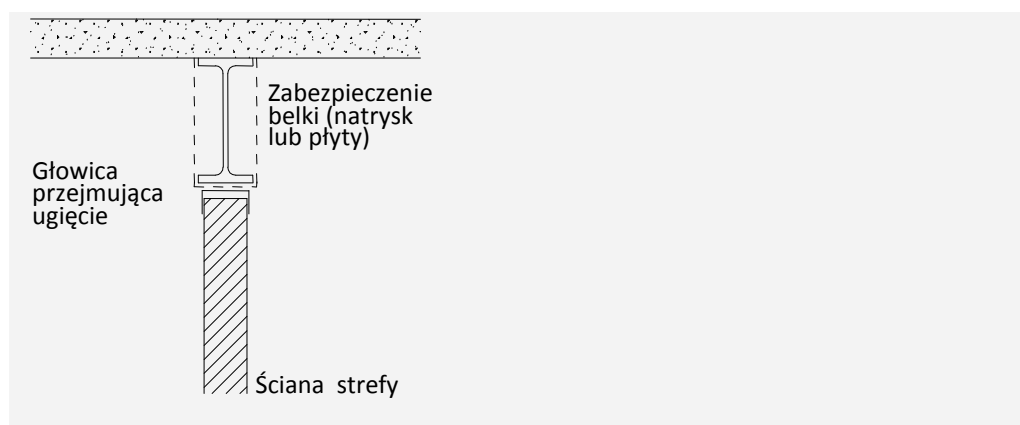 Zabezpieczenie
belki (natrysk
lub płyty)
Głowica
przejmująca
ugięcie
Ściana strefy